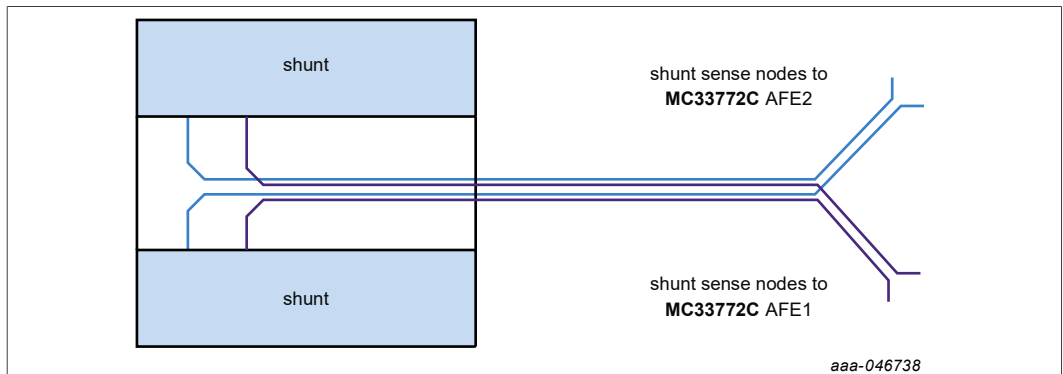 shunt
shunt sense nodes to
MC33772C AFE2
shunt
shunt sense nodes to
MC33772C AFE1
aaa-046738